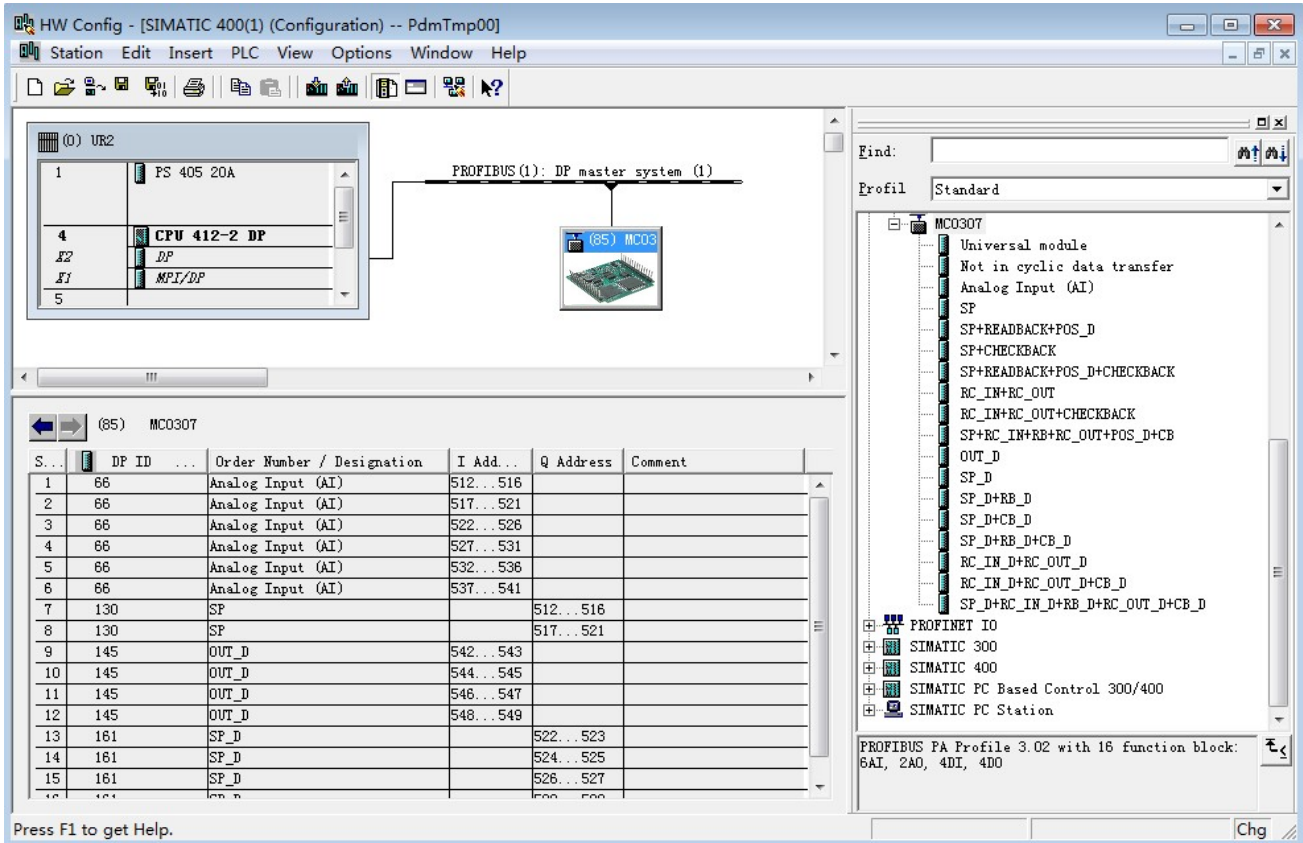 HW Config - [SIMATIC 400(1) (Configuration) -- PdmTmp00]
Station Edit Insert PLC View Options Window Help
(0) UR2
1 PS 405 20A
4 CPU 412-2 DP
X2 DP
X1 MPI/DP
5
PROFIBUS(1): DP master system (1)
(85) MC03
(85) MC0307
S... DP ID ... Order Number / Designation I Add... Q Address Comment
1 66 Analog Input (AI) 512...516
2 66 Analog Input (AI) 517...521
3 66 Analog Input (AI) 522...526
4 66 Analog Input (AI) 527...531
5 66 Analog Input (AI) 532...536
6 66 Analog Input (AI) 537...541
7 130 SP 512...516
8 130 SP 517...521
9 145 OUT_D 542...543
10 145 OUT_D 544...545
11 145 OUT_D 546...547
12 145 OUT_D 548...549
13 161 SP_D 522...523
14 161 SP_D 524...525
15 161 SP_D 526...527
Find:
Profil Standard
MC0307
Universal module
Not in cyclic data transfer
Analog Input (AI)
SP
SP+READBACK+POS_D
SP+CHECKBACK
SP+READBACK+POS_D+CHECKBACK
RC_IN+RC_OUT
RC_IN+RC_OUT+CHECKBACK
SP+RC_IN+RB+RC_OUT+POS_D+CB
OUT_D
SP_D
SP_D+RB_D
SP_D+CB_D
SP_D+RB_D+CB_D
RC_IN_D+RC_OUT_D
RC_IN_D+RC_OUT_D+CB_D
SP_D+RC_IN_D+RB_D+RC_OUT_D+CB_D
PROFINET IO
SIMATIC 300
SIMATIC 400
SIMATIC PC Based Control 300/400
SIMATIC PC Station
PROFIBUS PA Profile 3.02 with 16 function block:
6AI, 2AO, 4DI, 4DO
Press F1 to get Help.
Chg